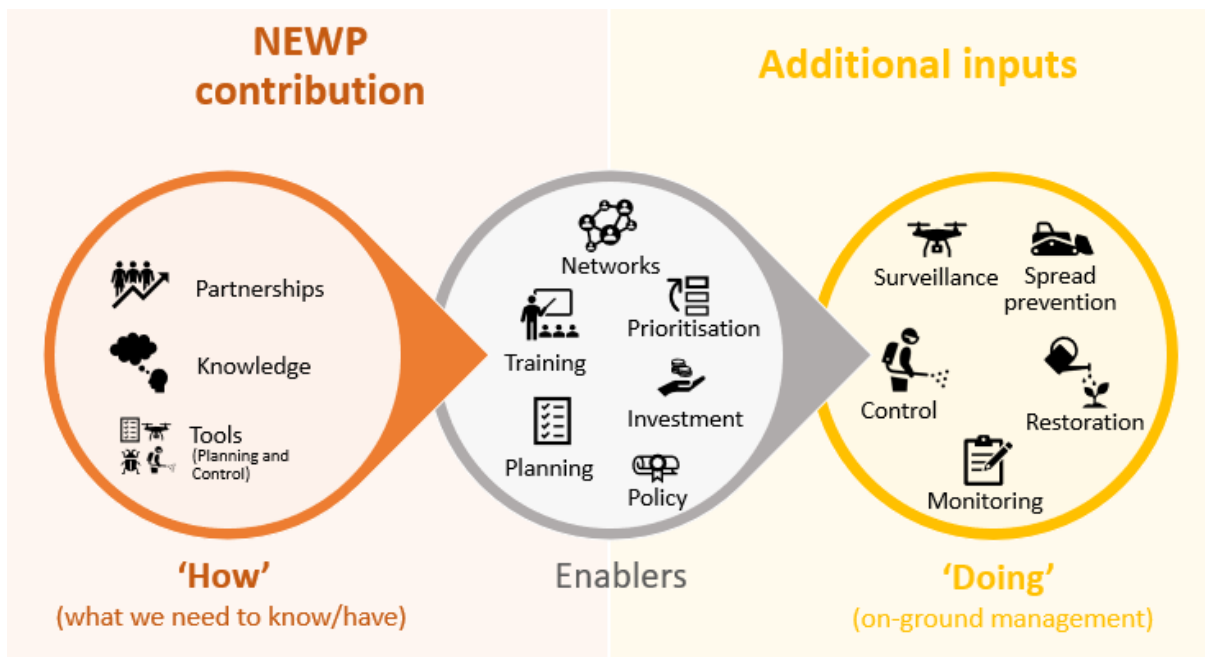 NEWP
contribution
Additional inputs
Partnerships
Knowledge
Tools
(Planning and
Control)
Networks
Training
Prioritisation
Investment
Planning
Policy
Surveillance
Spread
prevention
Control
Restoration
Monitoring
‘How’
(what we need to know/have)
Enablers
‘Doing’
(on-ground management)